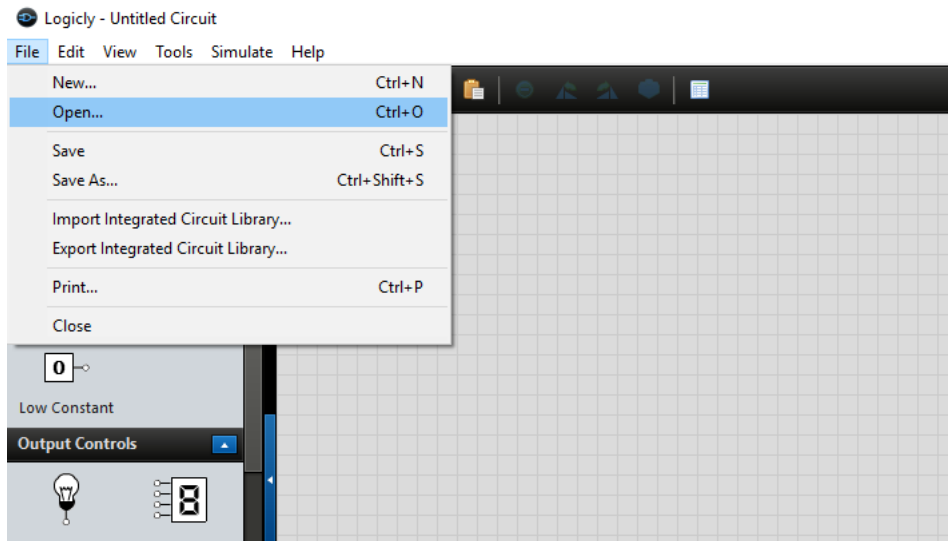 Logicly - Untitled Circuit
File Edit View Tools Simulate Help
New... Ctrl+N
Open... Ctrl+O
Save Ctrl+S
Save As... Ctrl+Shift+S
Import Integrated Circuit Library...
Export Integrated Circuit Library...
Print... Ctrl+P
Close
0
Low Constant
Output Controls
8